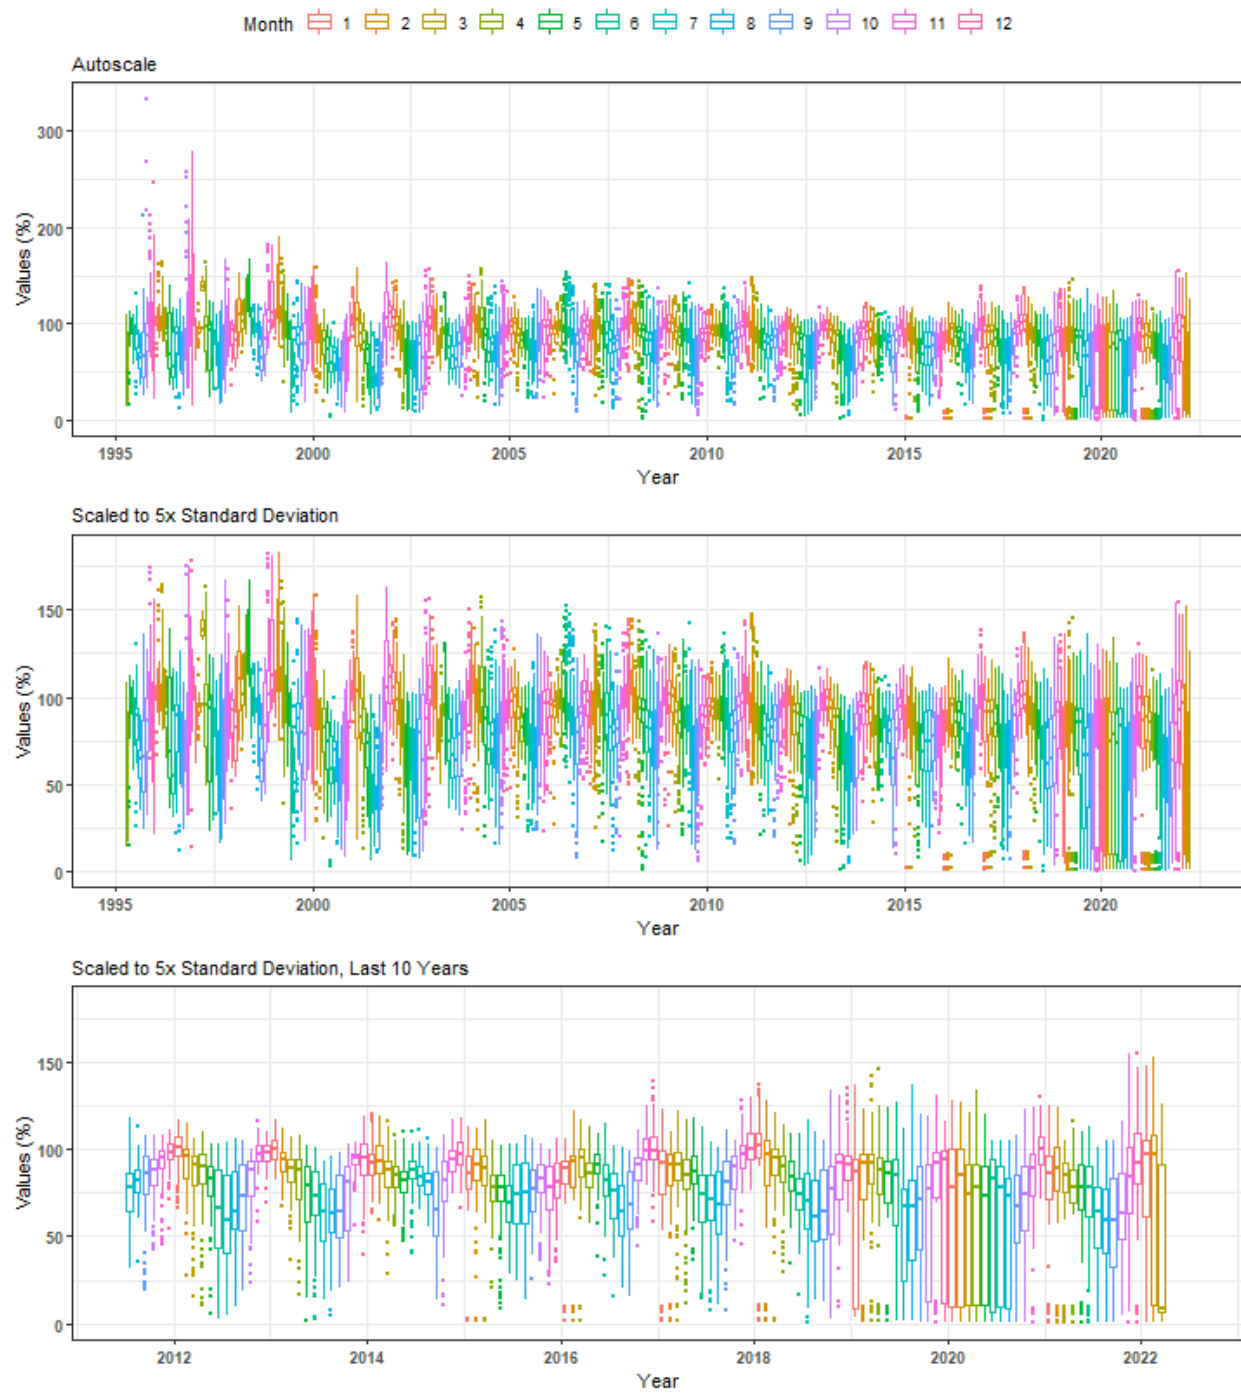 Month 1 2 3 4 5 6 7 8 9 10 11 12
Autoscale
300
200
100
0
Values (%)
1995 2000 2005 2010 2015 2020
Year
Scaled to 5x Standard Deviation
150
100
50
0
Values (%)
1995 2000 2005 2010 2015 2020
Year
Scaled to 5x Standard Deviation, Last 10 Years
150
100
50
0
Values (%)
2012 2014 2016 2018 2020 2022
Year